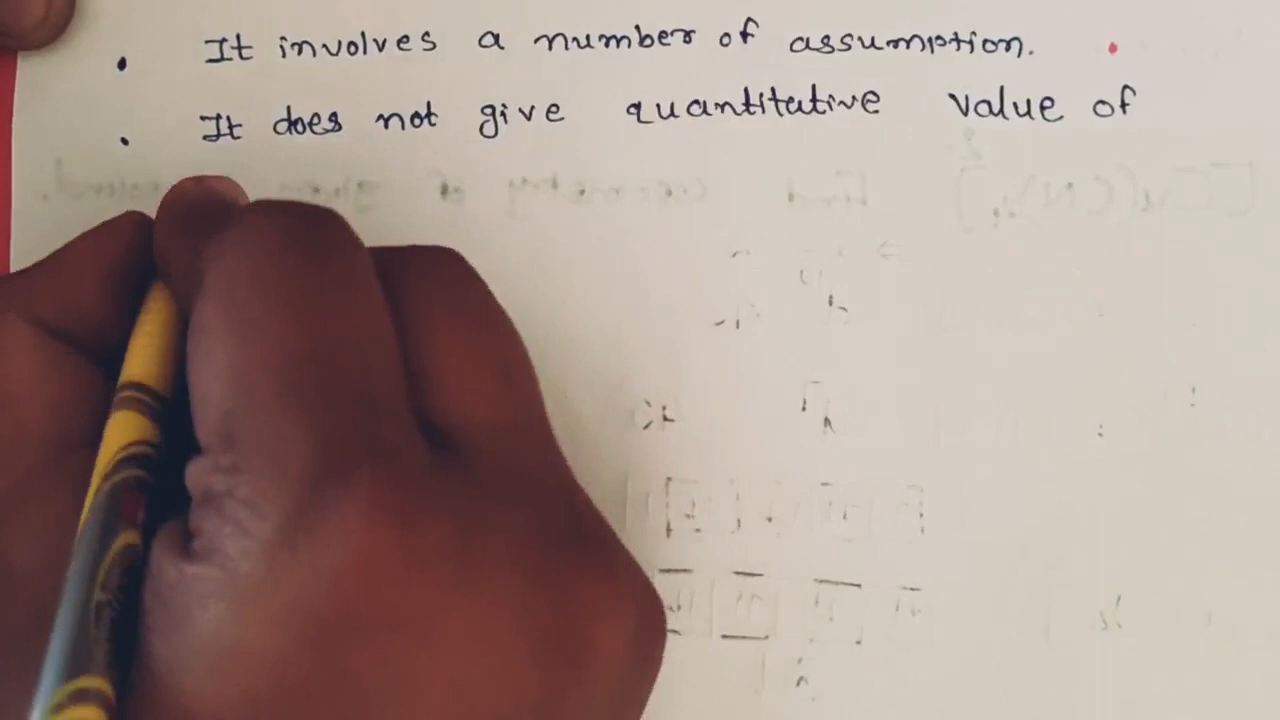 . It involves a number of assumption.
. It does not give quantitative value of